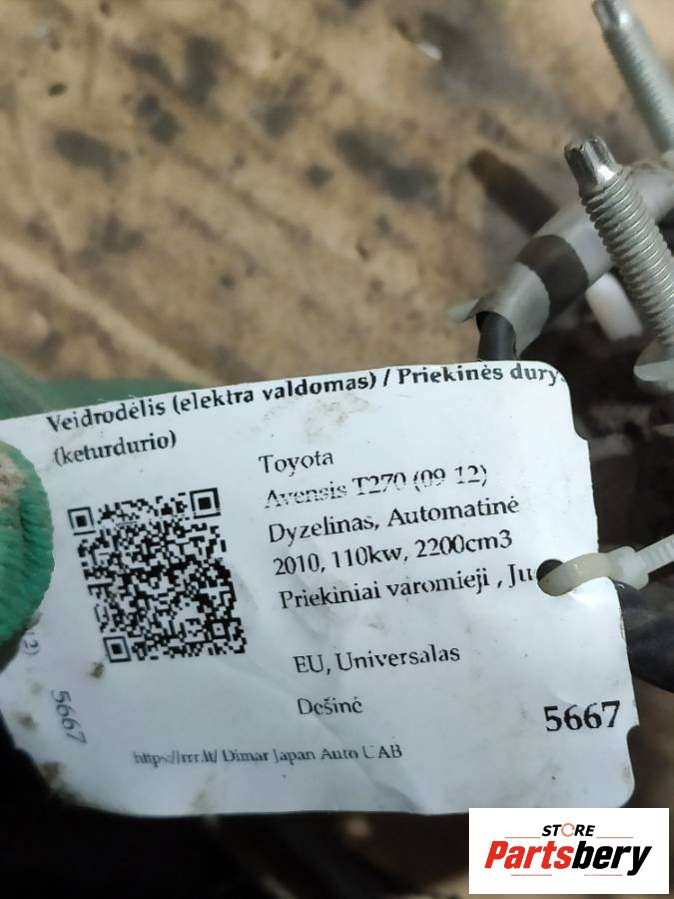 Veidrodėlis (elektra valdomas) / Priekinės durys
(keturdurio)
Toyota
Avensis T270 (09-12)
Dyzelinas, Automatinė
2010, 110kw, 2200cm3
Priekiniai varomieji , Ju
EU, Universalas
Dešinė
5667
5667
https://rrr.lt/ Dimar Japan Auto UAB
STORE
Partsbery